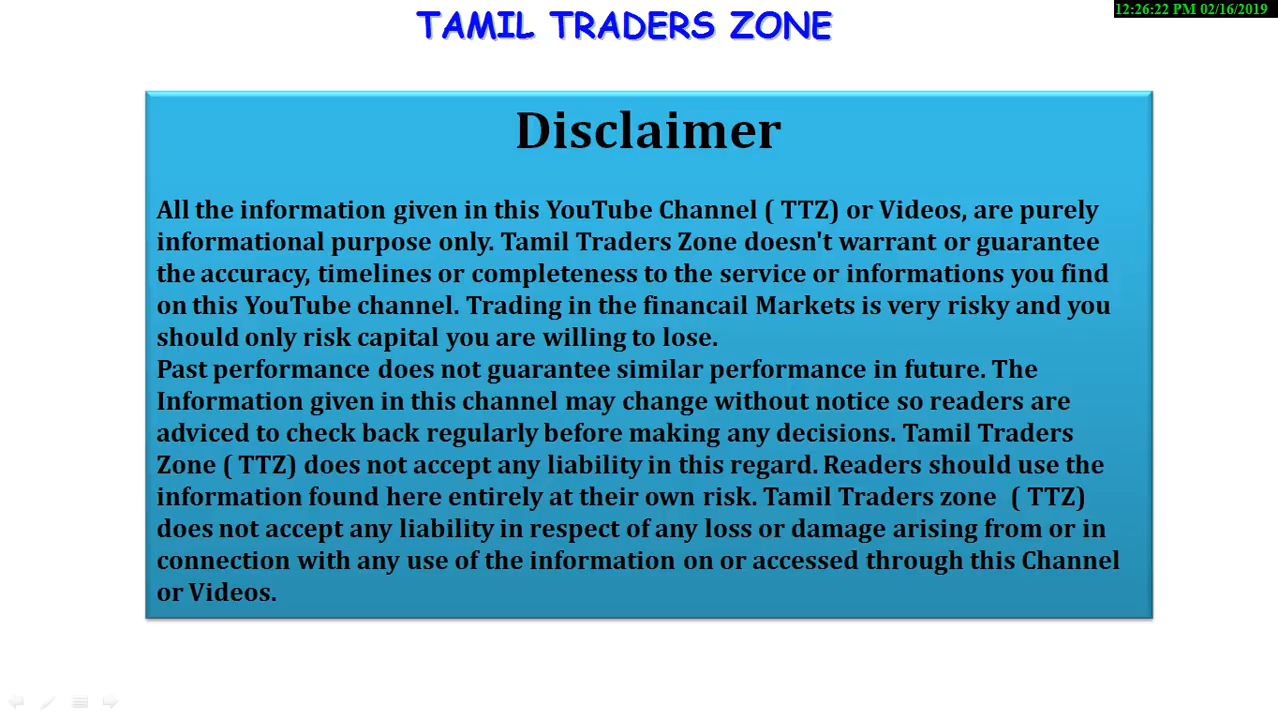 TAMIL TRADERS ZONE
12:26:22 PM 02/16/2019
Disclaimer
All the information given in this YouTube Channel ( TTZ) or Videos, are purely
informational purpose only. Tamil Traders Zone doesn't warrant or guarantee
the accuracy, timelines or completeness to the service or informations you find
on this YouTube channel. Trading in the financail Markets is very risky and you
should only risk capital you are willing to lose.
Past performance does not guarantee similar performance in future. The
Information given in this channel may change without notice so readers are
adviced to check back regularly before making any decisions. Tamil Traders
Zone ( TTZ) does not accept any liability in this regard. Readers should use the
information found here entirely at their own risk. Tamil Traders zone  ( TTZ)
does not accept any liability in respect of any loss or damage arising from or in
connection with any use of the information on or accessed through this Channel
or Videos.